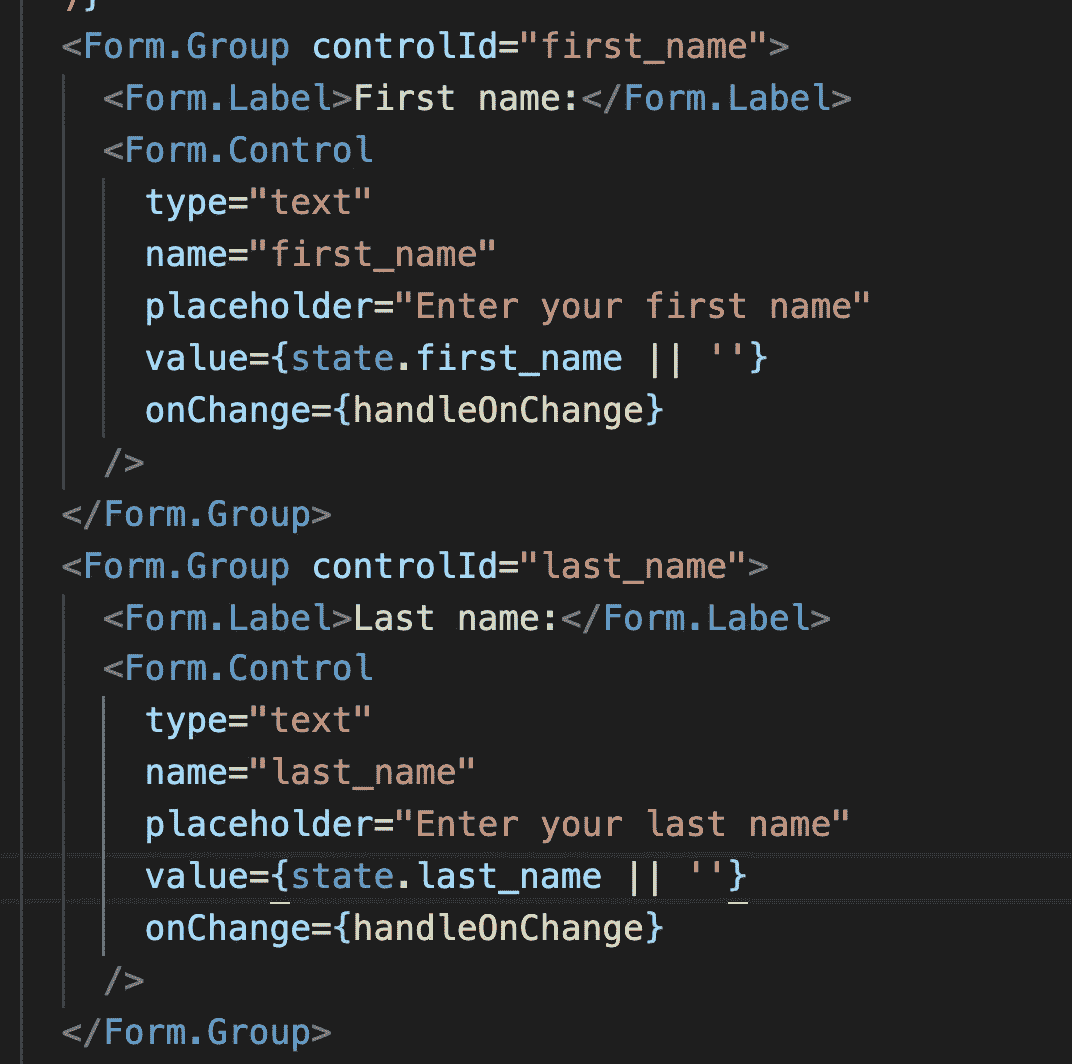 )}
<Form.Group controlId="first_name">
<Form.Label>First name:</Form.Label>
<Form.Control
type="text"
name="first_name"
placeholder="Enter your first name"
value={state.first_name || ''}
onChange={handleOnChange}
/>
</Form.Group>
<Form.Group controlId="last_name">
<Form.Label>Last name:</Form.Label>
<Form.Control
type="text"
name="last_name"
placeholder="Enter your last name"
value={state.last_name || ''}
onChange={handleOnChange}
/>
</Form.Group>